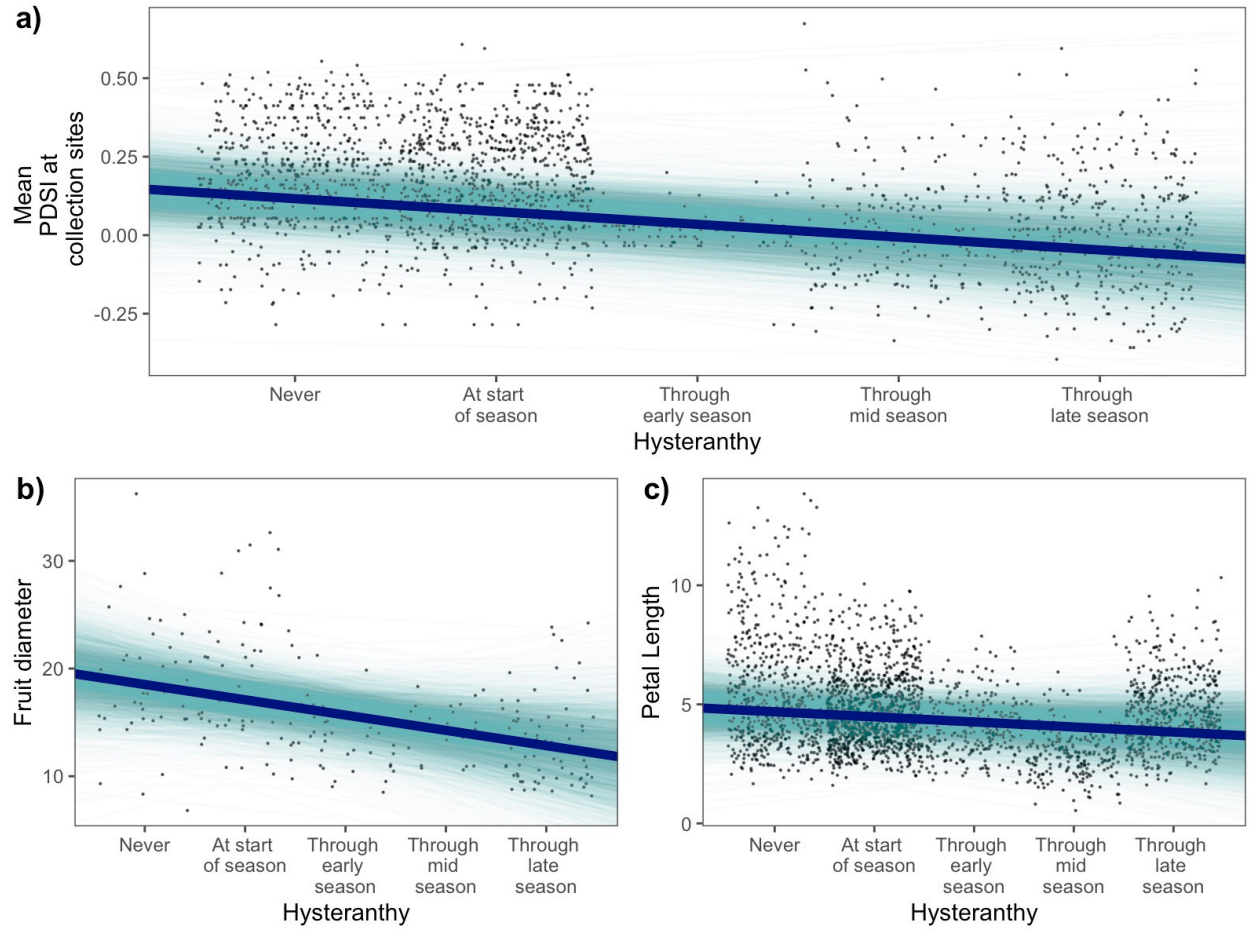 a)
Mean
PDSI at
collection sites
0.50
0.25
0.00
-0.25
Never
At start
of season
Through
early season
Through
mid season
Through
late season
Hysteranthy
b)
Fruit diameter
30
20
10
Never
At start
of season
Through
early
season
Through
mid
season
Through
late
season
Hysteranthy
c)
Petal Length
10
5
0
Never
At start
of season
Through
early
season
Through
mid
season
Through
late
season
Hysteranthy